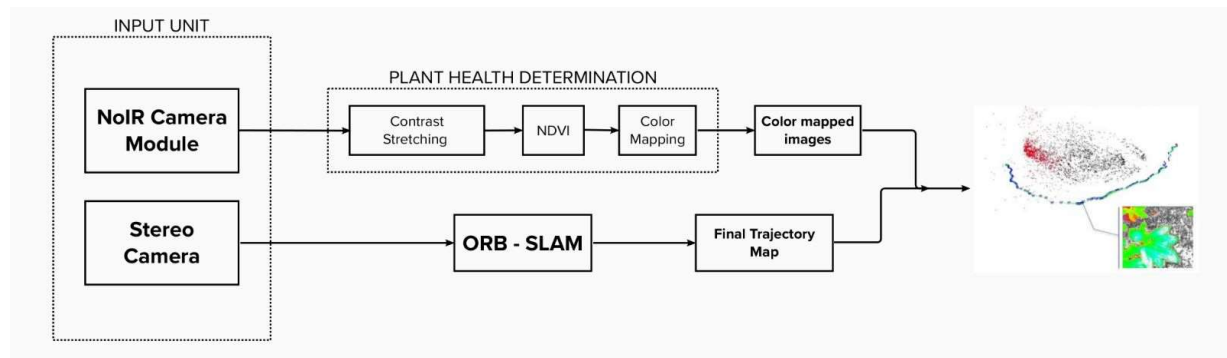 INPUT UNIT
PLANT HEALTH DETERMINATION
NoIR Camera
Module
Contrast
Stretching
NDVI
Color
Mapping
Color mapped
images
Stereo
Camera
ORB - SLAM
Final Trajectory
Map